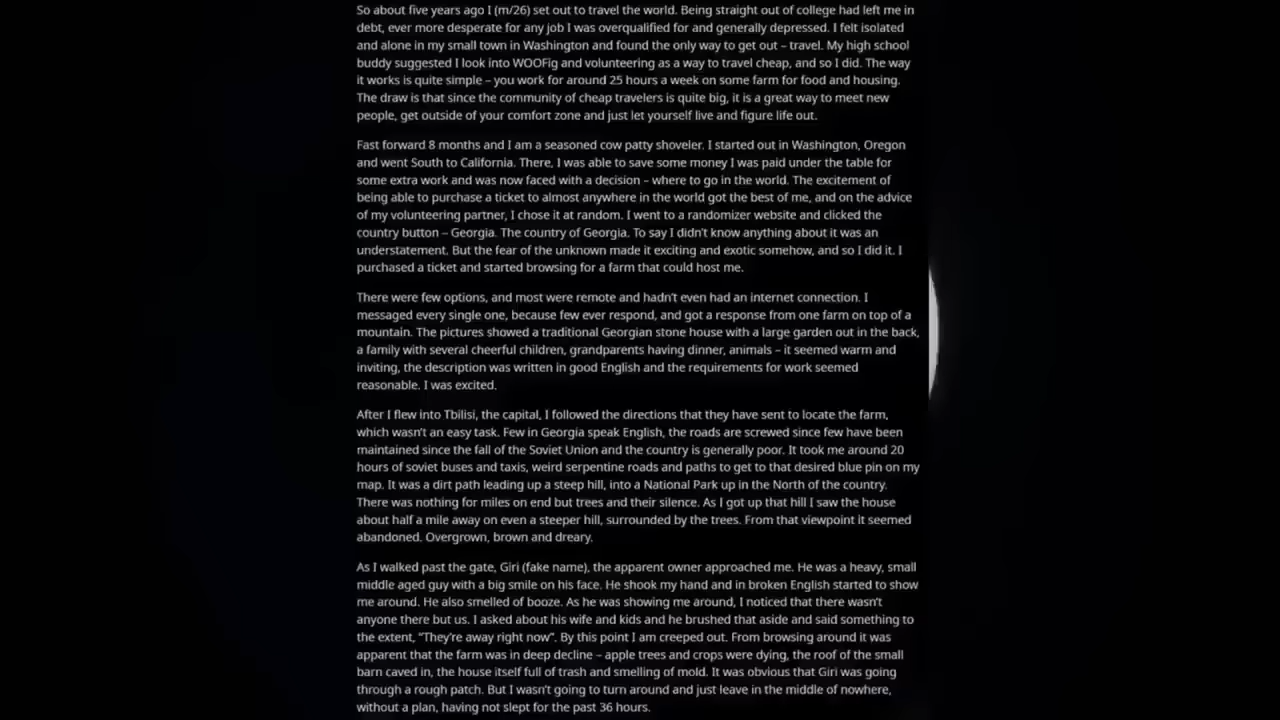 So about five years ago I (m/26) set out to travel the world. Being straight out of college had left me in
debt, ever more desperate for any job I was overqualified for and generally depressed. I felt isolated
and alone in my small town in Washington and found the only way to get out – travel. My high school
buddy suggested I look into WOOFig and volunteering as a way to travel cheap, and so I did. The way
it works is quite simple – you work for around 25 hours a week on some farm for food and housing.
The draw is that since the community of cheap travelers is quite big, it is a great way to meet new
people, get outside of your comfort zone and just let yourself live and figure life out.
Fast forward 8 months and I am a seasoned cow patty shoveler. I started out in Washington, Oregon
and went South to California. There, I was able to save some money I was paid under the table for
some extra work and was now faced with a decision – where to go in the world. The excitement of
being able to purchase a ticket to almost anywhere in the world got the best of me, and on the advice
of my volunteering partner, I chose it at random. I went to a randomizer website and clicked the
country button – Georgia. The country of Georgia. To say I didn't know anything about it was an
understatement. But the fear of the unknown made it exciting and exotic somehow, and so I did it. I
purchased a ticket and started browsing for a farm that could host me.
There were few options, and most were remote and hadn't even had an internet connection. I
messaged every single one, because few ever respond, and got a response from one farm on top of a
mountain. The pictures showed a traditional Georgian stone house with a large garden out in the back,
a family with several cheerful children, grandparents having dinner, animals – it seemed warm and
inviting, the description was written in good English and the requirements for work seemed
reasonable. I was excited.
After I flew into Tbilisi, the capital, I followed the directions that they have sent to locate the farm,
which wasn't an easy task. Few in Georgia speak English, the roads are screwed since few have been
maintained since the fall of the Soviet Union and the country is generally poor. It took me around 20
hours of soviet buses and taxis, weird serpentine roads and paths to get to that desired blue pin on my
map. It was a dirt path leading up a steep hill, into a National Park up in the North of the country.
There was nothing for miles on end but trees and their silence. As I got up that hill I saw the house
about half a mile away on even a steeper hill, surrounded by the trees. From that viewpoint it seemed
abandoned. Overgrown, brown and dreary.
As I walked past the gate, Giri (fake name), the apparent owner approached me. He was a heavy, small
middle aged guy with a big smile on his face. He shook my hand and in broken English started to show
me around. He also smelled of booze. As he was showing me around, I noticed that there wasn't
anyone there but us. I asked about his wife and kids and he brushed that aside and said something to
the extent, "They're away right now". By this point I am creeped out. From browsing around it was
apparent that the farm was in deep decline – apple trees and crops were dying, the roof of the small
barn caved in, the house itself full of trash and smelling of mold. It was obvious that Giri was going
through a rough patch. But I wasn't going to turn around and just leave in the middle of nowhere,
without a plan, having not slept for the past 36 hours.